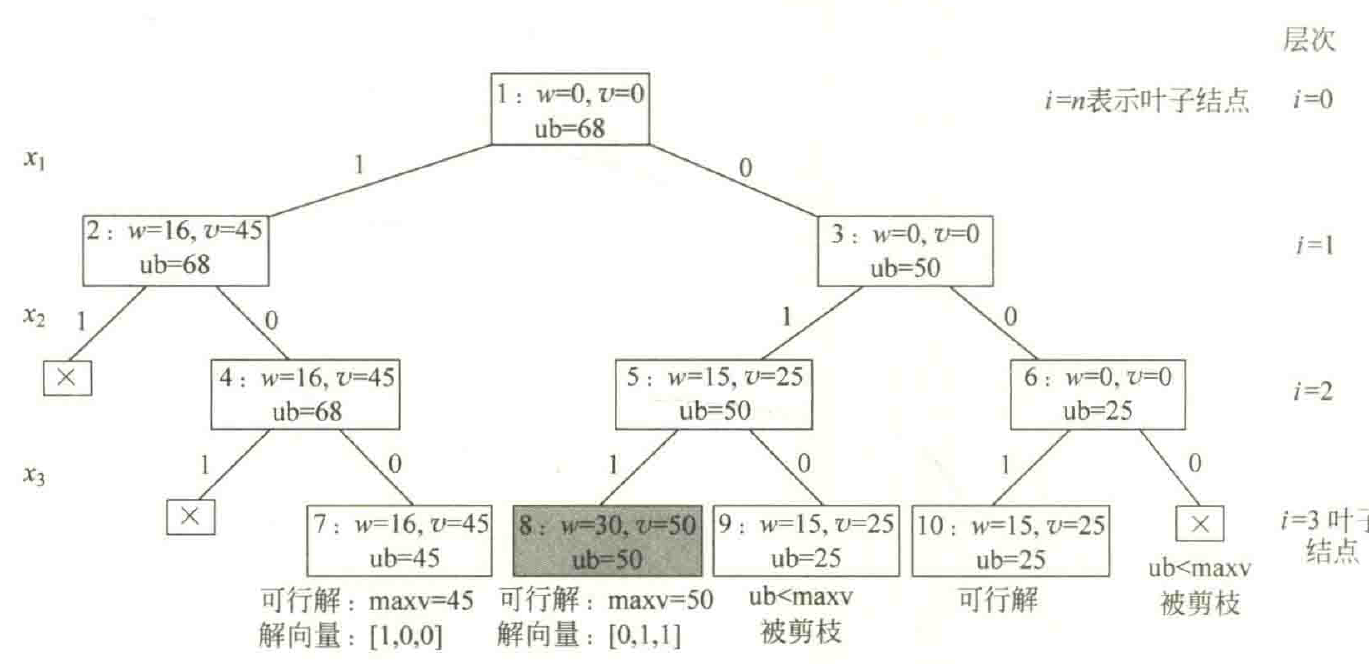 层次
1：w=0, v=0
ub=68
i=n表示叶子结点
i=0
x₁
1
0
2：w=16, v=45
ub=68
3：w=0, v=0
ub=50
i=1
x₂
1
0
1
0
×
4：w=16, v=45
ub=68
5：w=15, v=25
ub=50
6：w=0, v=0
ub=25
i=2
x₃
1
0
1
0
1
0
×
7：w=16, v=45
ub=45
8：w=30, v=50
ub=50
9：w=15, v=25
ub=25
10：w=15, v=25
ub=25
×
i=3 叶子
结点
可行解：maxv=45
解向量：[1,0,0]
可行解：maxv=50
解向量：[0,1,1]
ub<maxv
被剪枝
可行解
ub<maxv
被剪枝